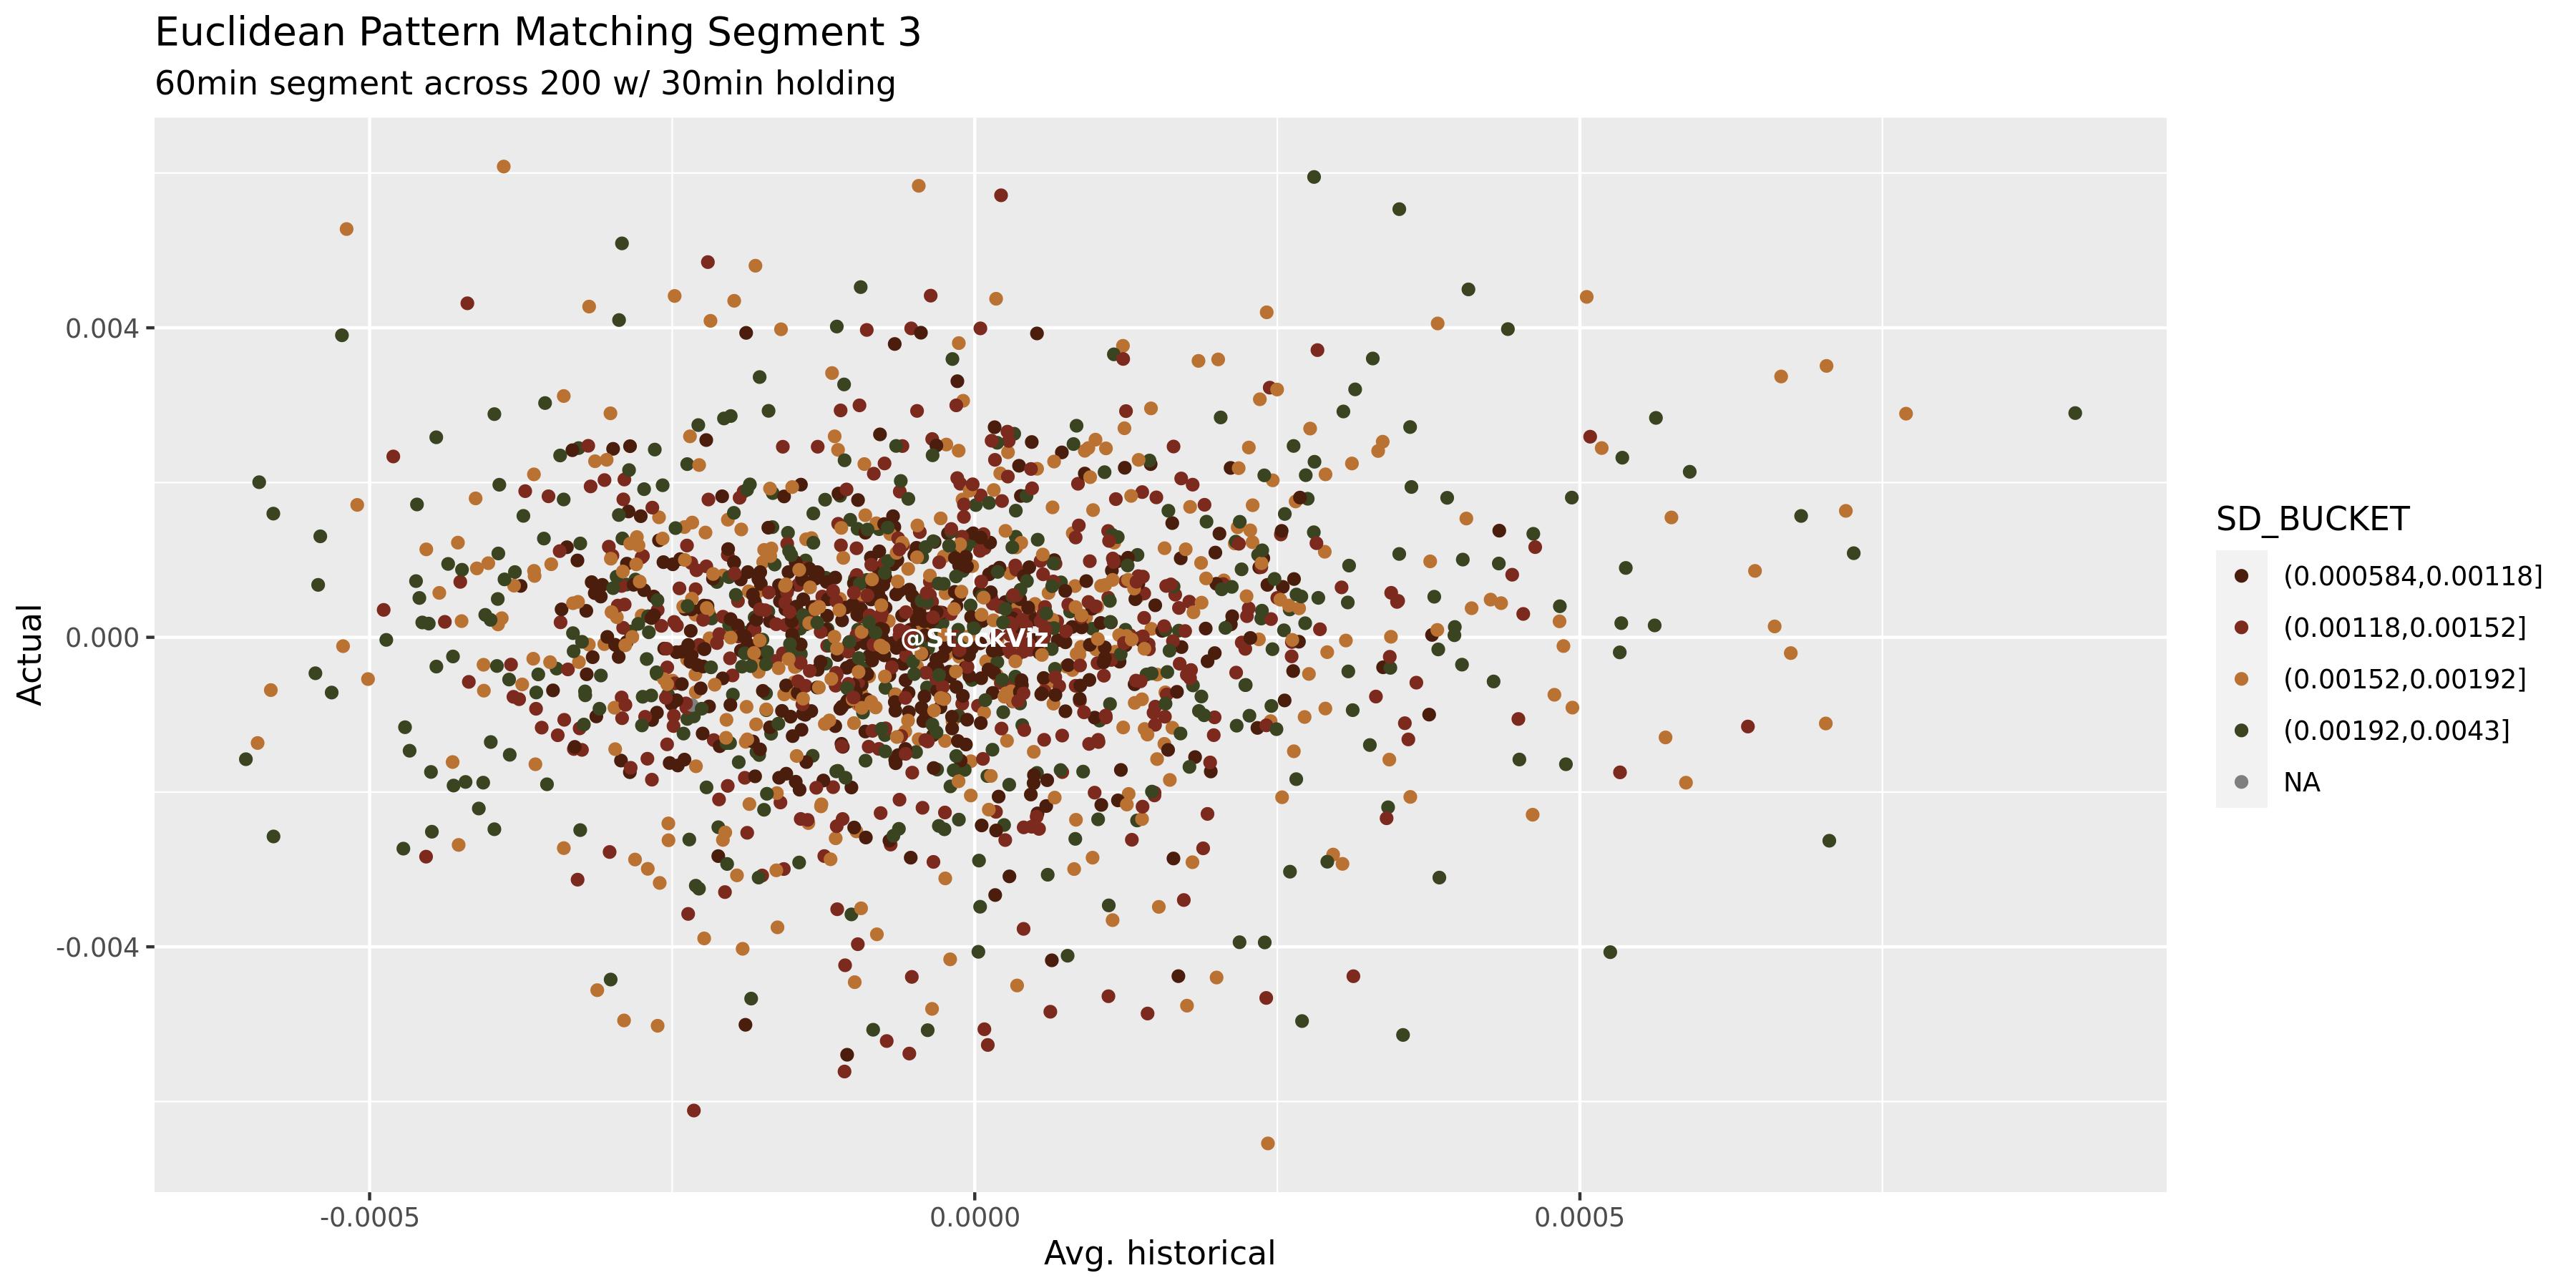 Euclidean Pattern Matching Segment 3
60min segment across 200 w/ 30min holding
Actual
0.004
0.000
-0.004
@StockViz
-0.0005
0.0000
0.0005
Avg. historical
SD_BUCKET
(0.000584,0.00118]
(0.00118,0.00152]
(0.00152,0.00192]
(0.00192,0.0043]
NA